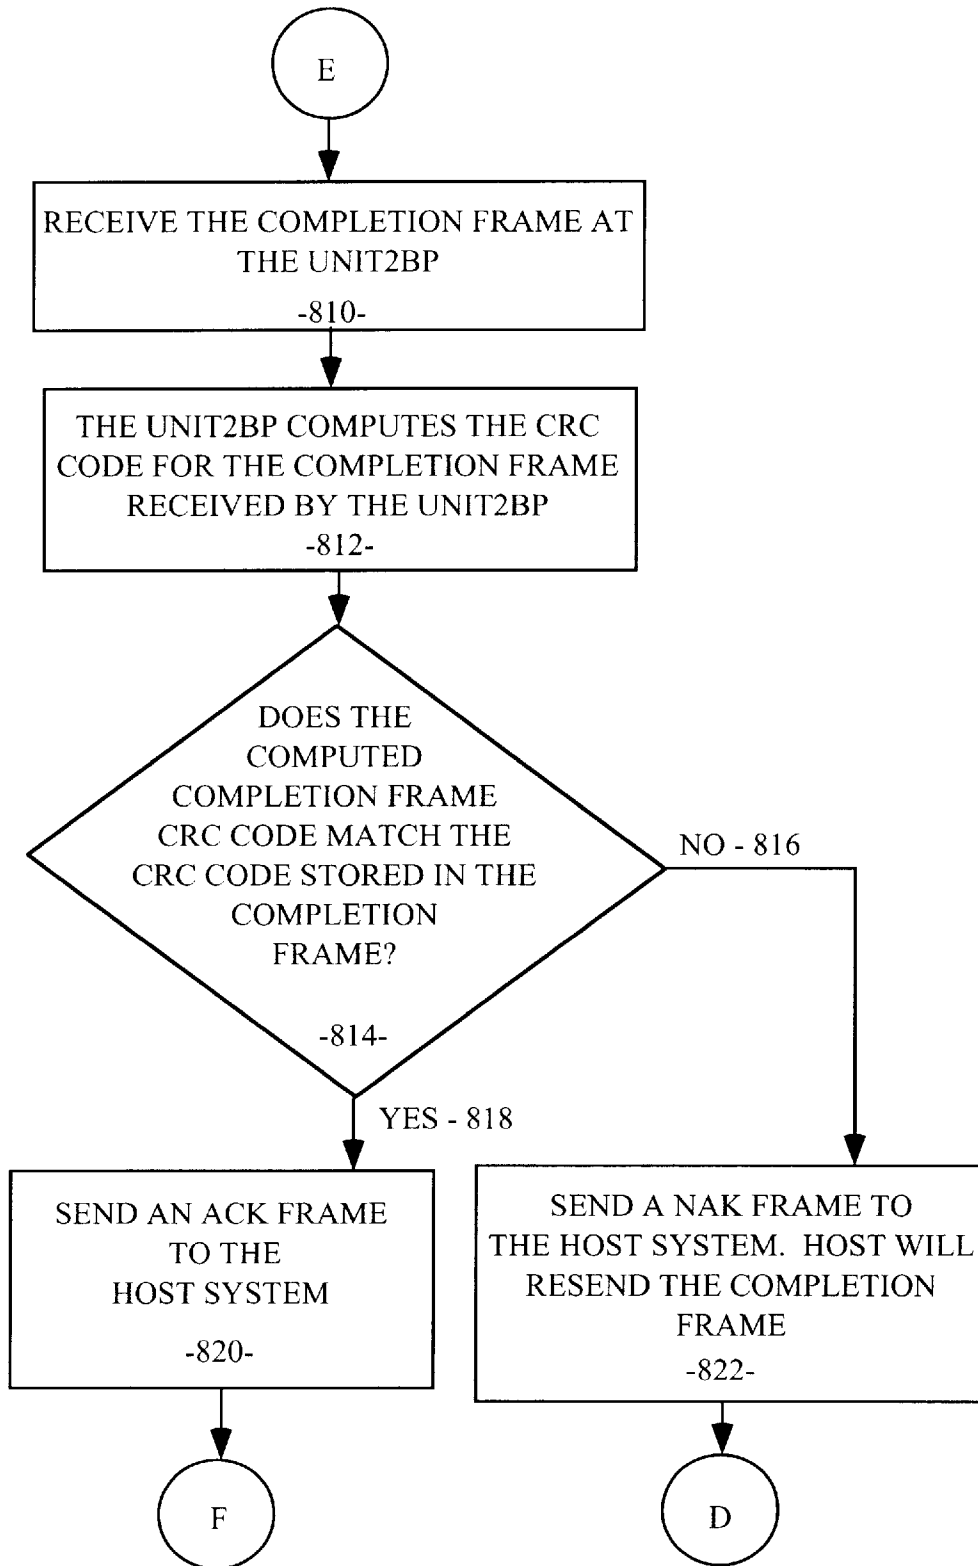 E
RECEIVE THE COMPLETION FRAME AT
THE UNIT2BP
-810-
THE UNIT2BP COMPUTES THE CRC
CODE FOR THE COMPLETION FRAME
RECEIVED BY THE UNIT2BP
-812-
DOES THE
COMPUTED
COMPLETION FRAME
CRC CODE MATCH THE
CRC CODE STORED IN THE
COMPLETION
FRAME?
-814-
NO - 816
YES - 818
SEND AN ACK FRAME
TO THE
HOST SYSTEM
-820-
SEND A NAK FRAME TO
THE HOST SYSTEM.  HOST WILL
RESEND THE COMPLETION
FRAME
-822-
F
D